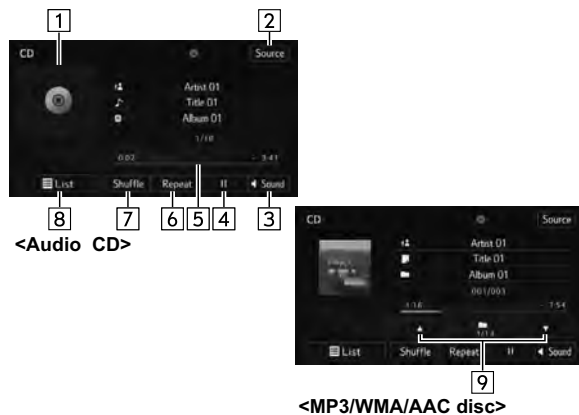 1 2
CD Source
Artist 01
Title 01
Album 01
1/10
0:02 - 3:41
List Shuffle Repeat II Sound
8 7 6 5 4 3
<Audio CD>
CD Source
Artist 01
Title 01
Album 01
001/003
1:18 - 7:54
List Shuffle Repeat II Sound
9
<MP3/WMA/AAC disc>